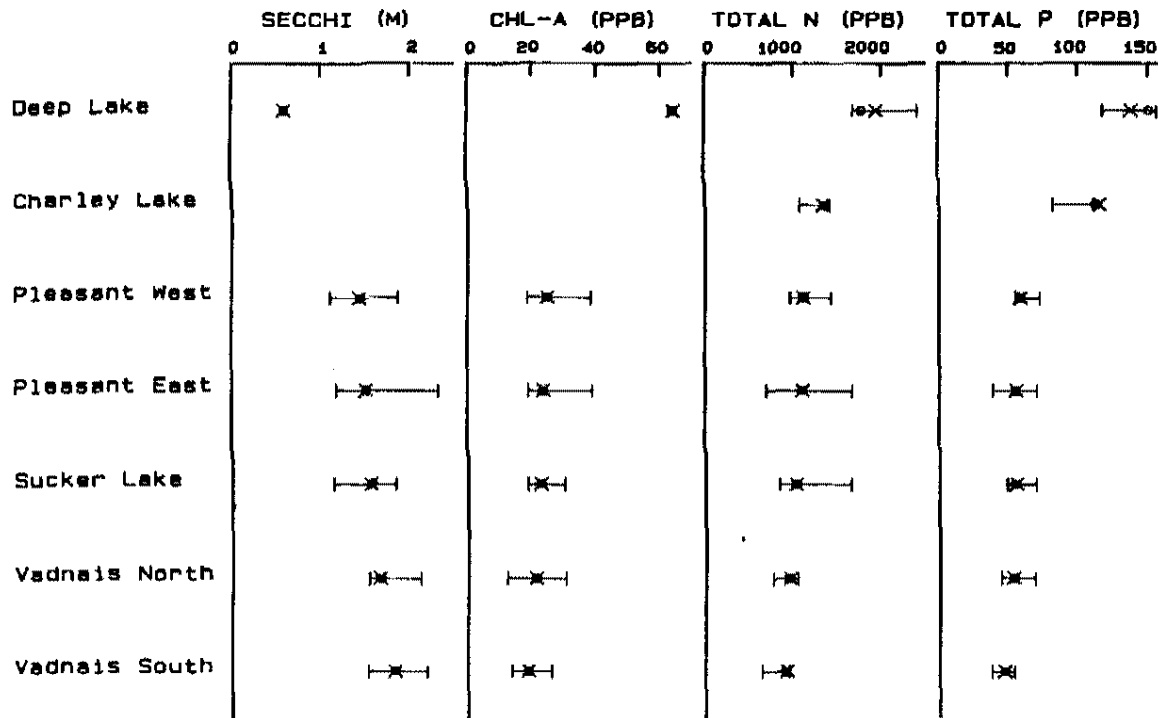 SECCHI (M) CHL-A (PPB) TOTAL N (PPB) TOTAL P (PPB)
0 1 2 0 20 40 60 0 1000 2000 0 50 100 150
Deep Lake
Charley Lake
Pleasant West
Pleasant East
Sucker Lake
Vadnais North
Vadnais South